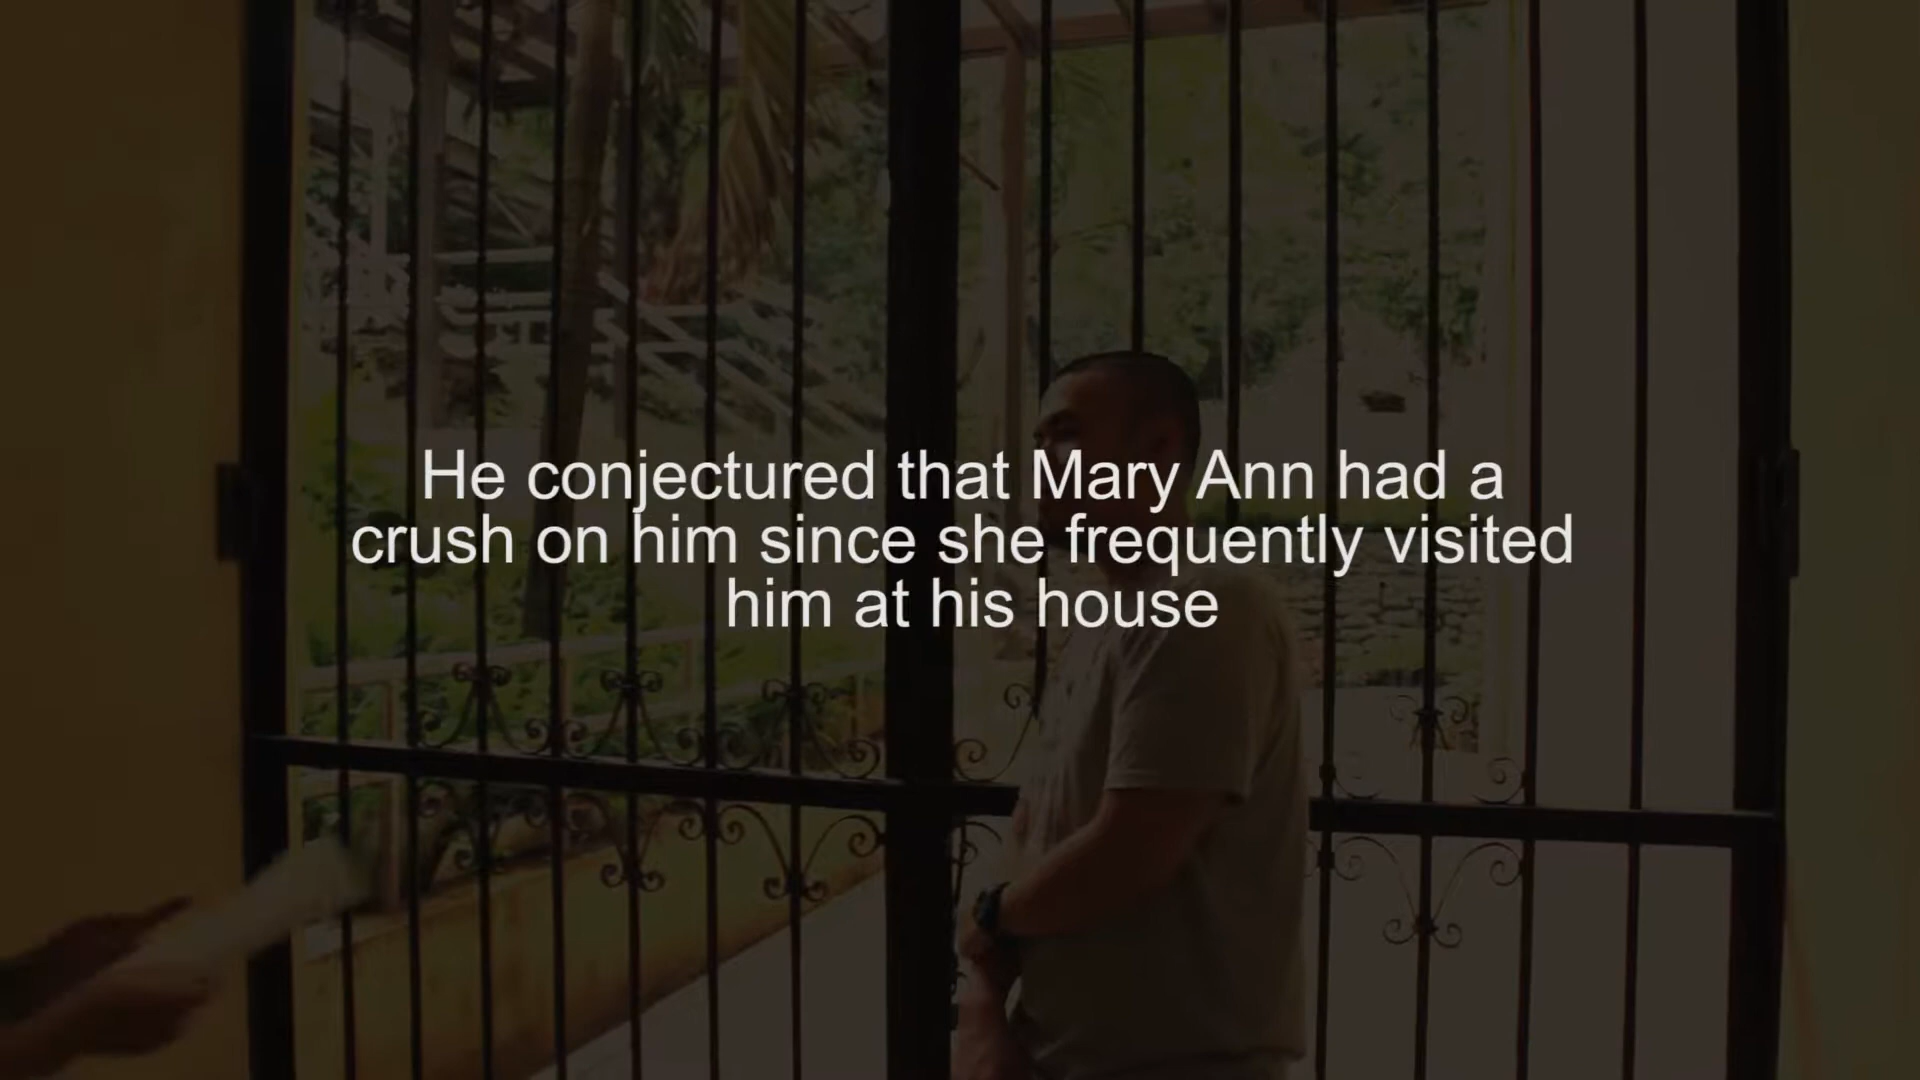 He conjectured that Mary Ann had a
crush on him since she frequently visited
him at his house